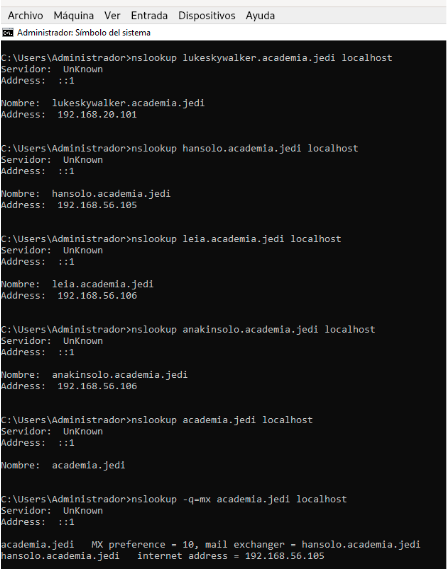 Archivo Máquina Ver Entrada Dispositivos Ayuda
Administrador: Símbolo del sistema
C:\Users\Administrador>nslookup lukeskywalker.academia.jedi localhost
Servidor: UnKnown
Address: ::1
Nombre: lukeskywalker.academia.jedi
Address: 192.168.20.101
C:\Users\Administrador>nslookup hansolo.academia.jedi localhost
Servidor: UnKnown
Address: ::1
Nombre: hansolo.academia.jedi
Address: 192.168.56.105
C:\Users\Administrador>nslookup leia.academia.jedi localhost
Servidor: UnKnown
Address: ::1
Nombre: leia.academia.jedi
Address: 192.168.56.106
C:\Users\Administrador>nslookup anakinsolo.academia.jedi localhost
Servidor: UnKnown
Address: ::1
Nombre: anakinsolo.academia.jedi
Address: 192.168.56.106
C:\Users\Administrador>nslookup academia.jedi localhost
Servidor: UnKnown
Address: ::1
Nombre: academia.jedi
C:\Users\Administrador>nslookup -q=mx academia.jedi localhost
Servidor: UnKnown
Address: ::1
academia.jedi MX preference = 10, mail exchanger = hansolo.academia.jedi
hansolo.academia.jedi internet address = 192.168.56.105